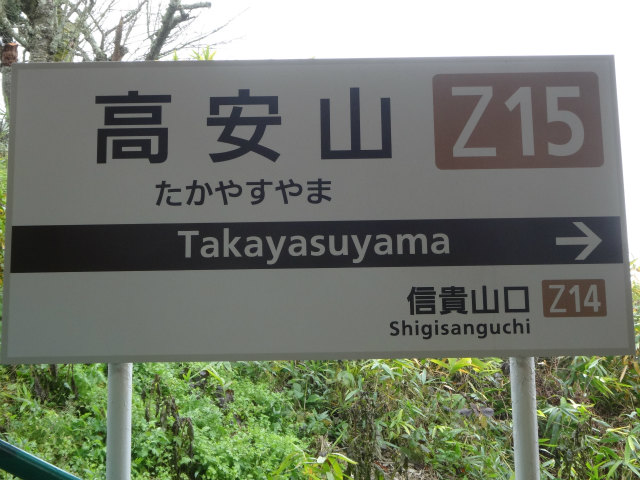 高安山 Z15
たかやすやま
Takayasuyama →
信貴山口 Z14
Shigisanguchi